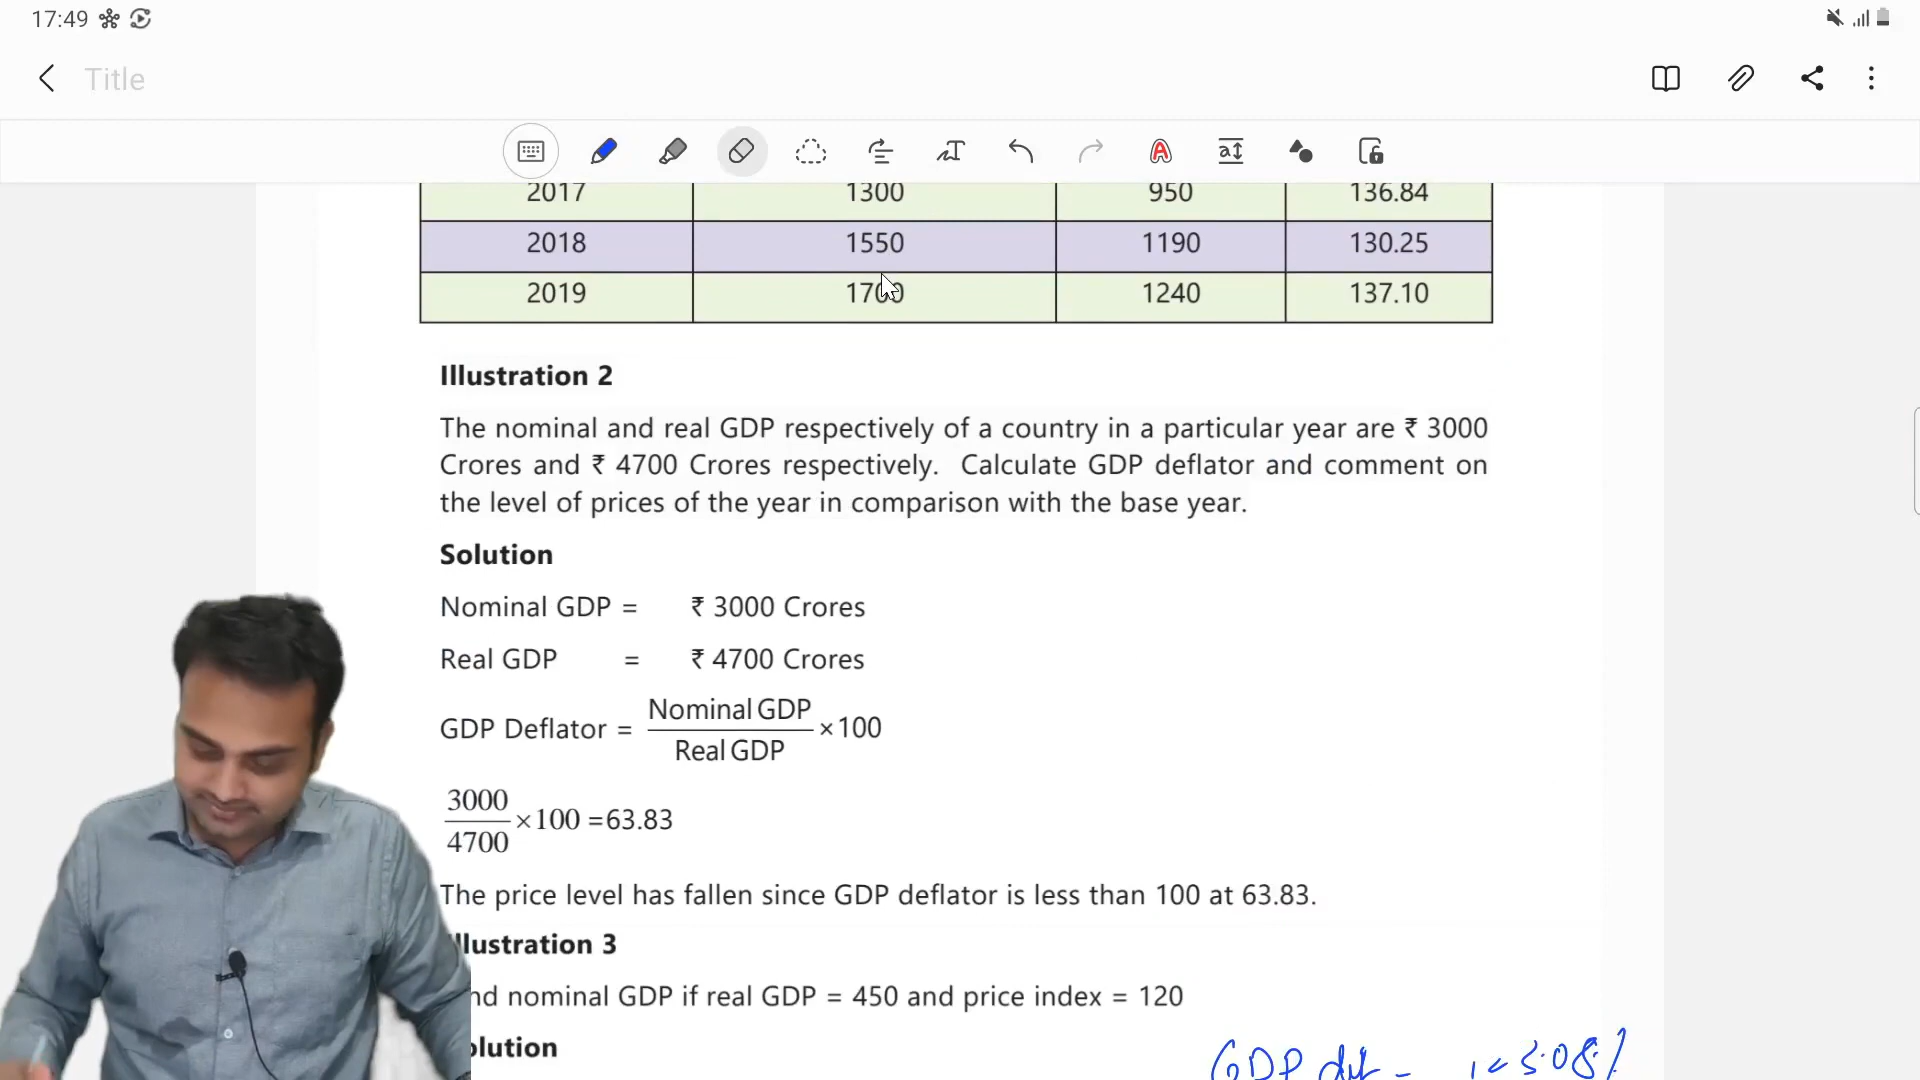 17:49
Title
2017 1300 950 136.84
2018 1550 1190 130.25
2019 1700 1240 137.10
Illustration 2
The nominal and real GDP respectively of a country in a particular year are ₹ 3000
Crores and ₹ 4700 Crores respectively. Calculate GDP deflator and comment on
the level of prices of the year in comparison with the base year.
Solution
Nominal GDP = ₹ 3000 Crores
Real GDP = ₹ 4700 Crores
GDP Deflator = Nominal GDP / Real GDP ×100
3000 / 4700 ×100 =63.83
The price level has fallen since GDP deflator is less than 100 at 63.83.
llustration 3
nd nominal GDP if real GDP = 450 and price index = 120
olution
GDP